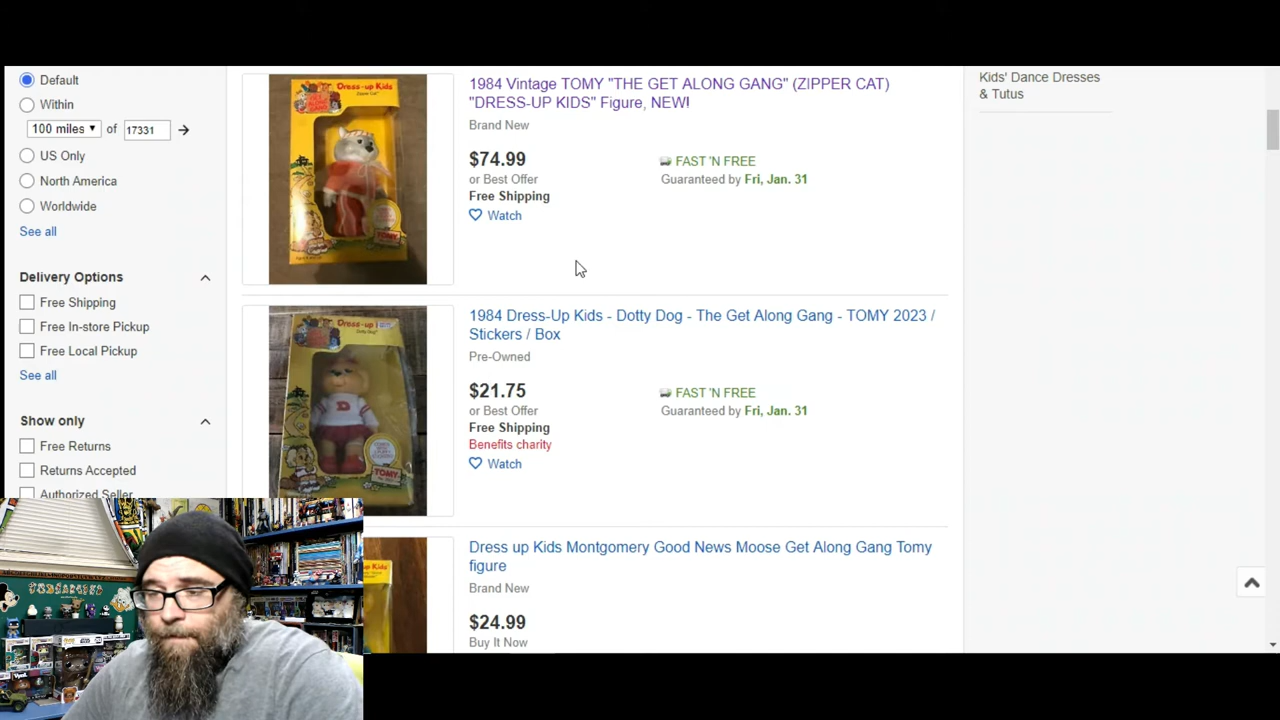 Default
Within
100 miles of 17331
US Only
North America
Worldwide
See all
Delivery Options
Free Shipping
Free In-store Pickup
Free Local Pickup
See all
Show only
Free Returns
Returns Accepted
Authorized Seller
Dress-up Kids
Zipper Cat
TOMY
1984 Vintage TOMY "THE GET ALONG GANG" (ZIPPER CAT)
"DRESS-UP KIDS" Figure, NEW!
Brand New
$74.99
or Best Offer
Free Shipping
Watch
FAST 'N FREE
Guaranteed by Fri, Jan. 31
Dress-up
Dotty Dog
D
TOMY
1984 Dress-Up Kids - Dotty Dog - The Get Along Gang - TOMY 2023 /
Stickers / Box
Pre-Owned
$21.75
or Best Offer
Free Shipping
Benefits charity
Watch
FAST 'N FREE
Guaranteed by Fri, Jan. 31
Kids
Dress up Kids Montgomery Good News Moose Get Along Gang Tomy
figure
Brand New
$24.99
Buy It Now
Kids' Dance Dresses
& Tutus